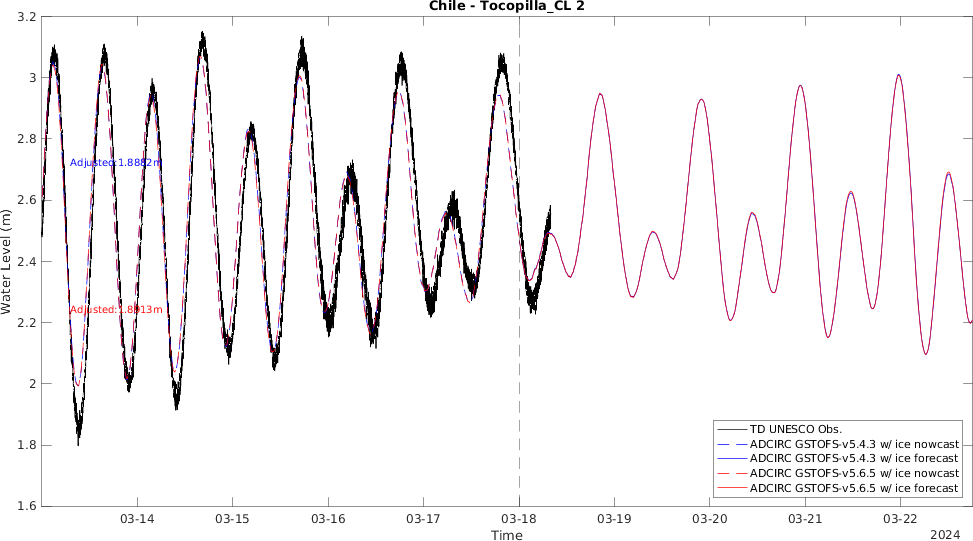 Chile - Tocopilla_CL 2
3.2
3
2.8
2.6
2.4
2.2
2
1.8
1.6
Water Level (m)
Adjusted:1.8882m
Adjusted:1.8913m
TD UNESCO Obs.
ADCIRC GSTOFS-v5.4.3 w/ ice nowcast
ADCIRC GSTOFS-v5.4.3 w/ ice forecast
ADCIRC GSTOFS-v5.6.5 w/ ice nowcast
ADCIRC GSTOFS-v5.6.5 w/ ice forecast
03-14 03-15 03-16 03-17 03-18 03-19 03-20 03-21 03-22
Time
2024